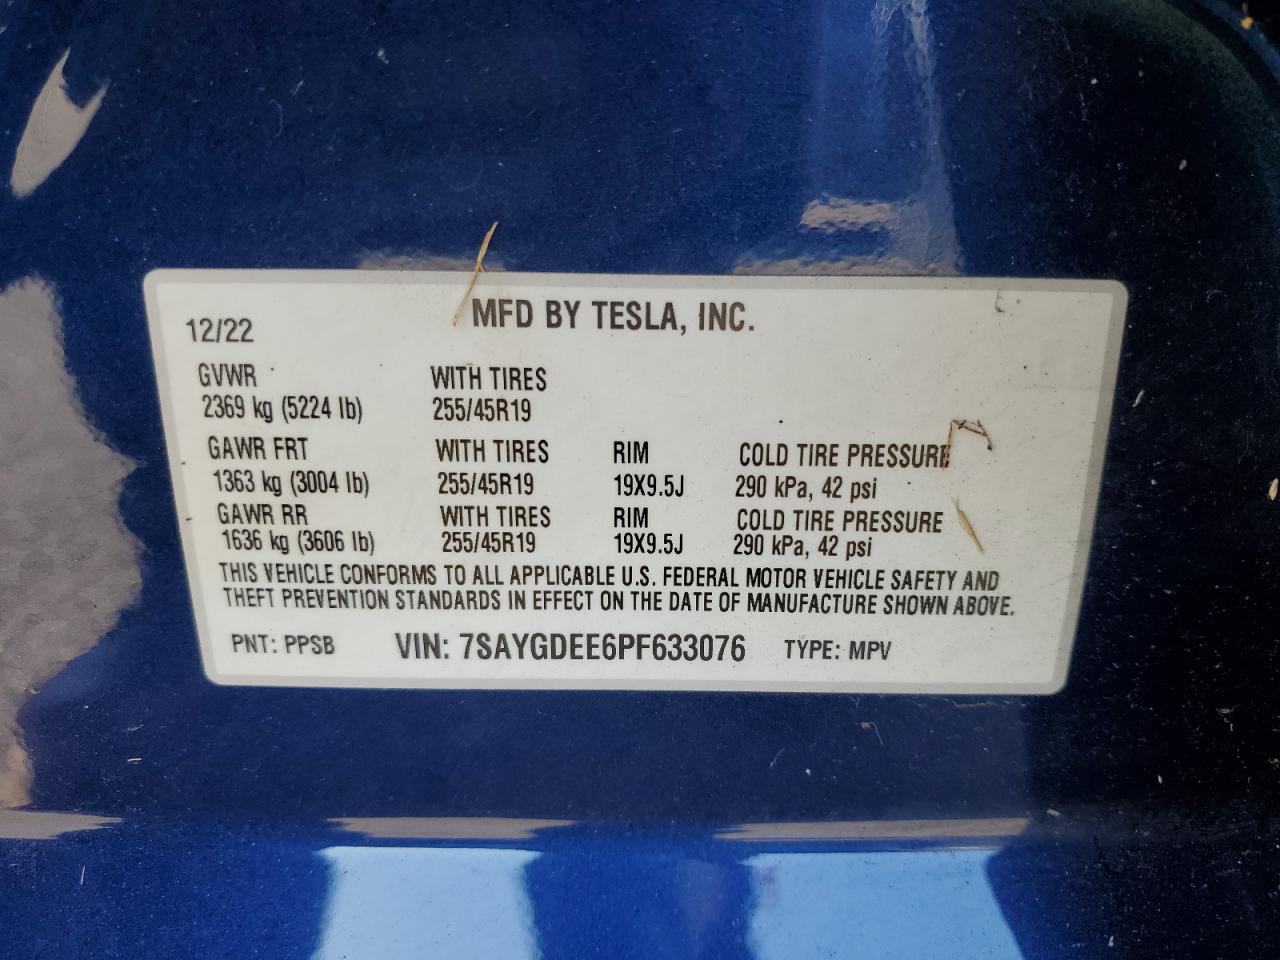 MFD BY TESLA, INC.
12/22
GVWR WITH TIRES
2369 kg (5224 lb) 255/45R19
GAWR FRT WITH TIRES RIM COLD TIRE PRESSURE
1363 kg (3004 lb) 255/45R19 19X9.5J 290 kPa, 42 psi
GAWR RR WITH TIRES RIM COLD TIRE PRESSURE
1636 kg (3606 lb) 255/45R19 19X9.5J 290 kPa, 42 psi
THIS VEHICLE CONFORMS TO ALL APPLICABLE U.S. FEDERAL MOTOR VEHICLE SAFETY AND
THEFT PREVENTION STANDARDS IN EFFECT ON THE DATE OF MANUFACTURE SHOWN ABOVE.
PNT: PPSB VIN: 7SAYGDEE6PF633076 TYPE: MPV